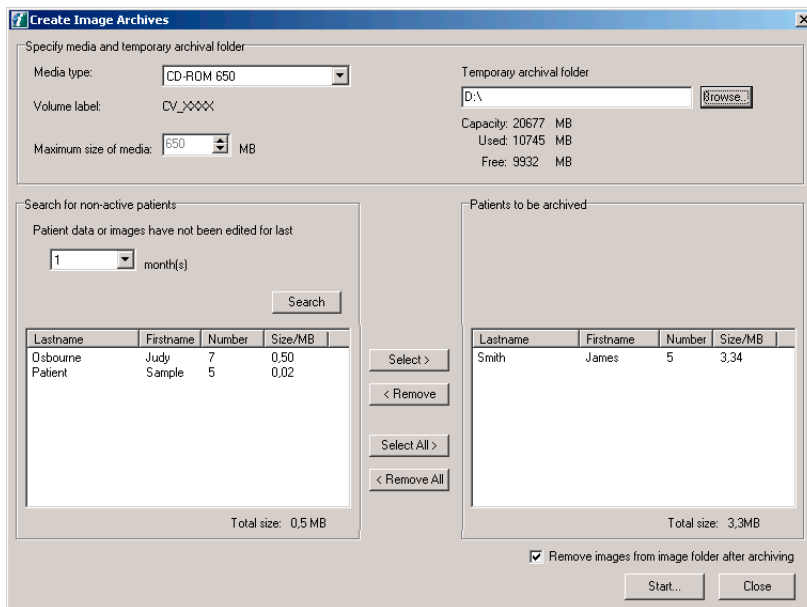 Create Image Archives
Specify media and temporary archival folder
Media type: CD-ROM 650
Volume label: CV_XXXX
Maximum size of media: 650 MB
Temporary archival folder
D:\ Browse..
Capacity: 20677 MB
Used: 10745 MB
Free: 9932 MB
Search for non-active patients
Patient data or images have not been edited for last
1 month(s)
Search
Lastname Firstname Number Size/MB
Osbourne Judy 7 0,50
Patient Sample 5 0,02
Total size: 0,5 MB
Select >
< Remove
Select All >
< Remove All
Patients to be archived
Lastname Firstname Number Size/MB
Smith James 5 3,34
Total size: 3,3MB
Remove images from image folder after archiving
Start... Close